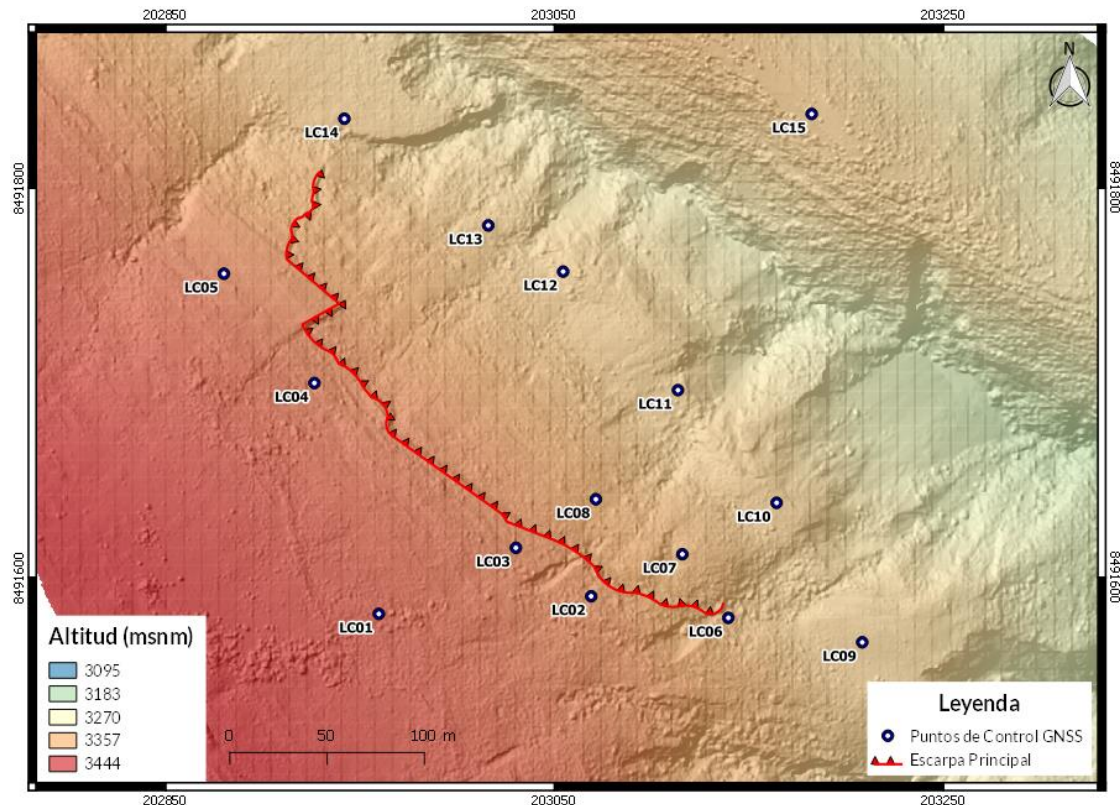 202850 203050 203250
N
LC14
LC15
8491800 8491800
LC13
LC05
LC12
LC04
LC11
LC08
LC10
LC03
LC07
8491600 8491600
LC02
LC01
LC06
LC09
Altitud (msnm)
3095
3183
3270
3357
3444
0 50 100 m
Leyenda
Puntos de Control GNSS
Escarpa Principal
202850 203050 203250